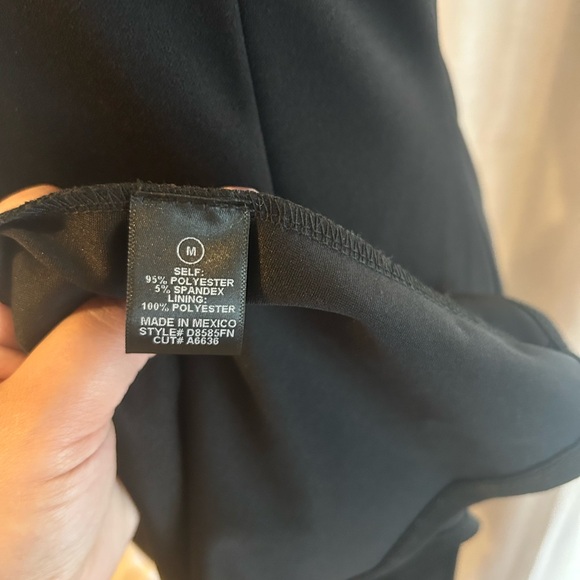 M
SELF:
95% POLYESTER
5% SPANDEX
LINING:
100% POLYESTER
MADE IN MEXICO
STYLE# D8585FN
CUT# A6636